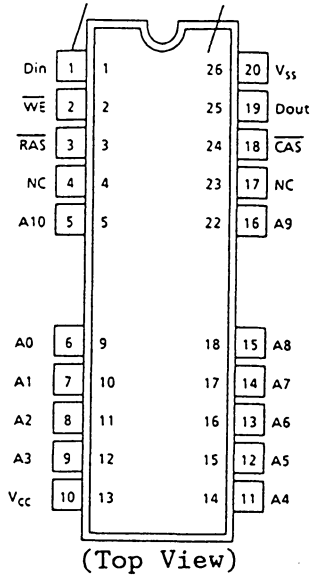 Din 1 1 26 20 Vss
WE 2 2 25 19 Dout
RAS 3 3 24 18 CAS
NC 4 4 23 17 NC
A10 5 5 22 16 A9
A0 6 9 18 15 A8
A1 7 10 17 14 A7
A2 8 11 16 13 A6
A3 9 12 15 12 A5
Vcc 10 13 14 11 A4
(Top View)